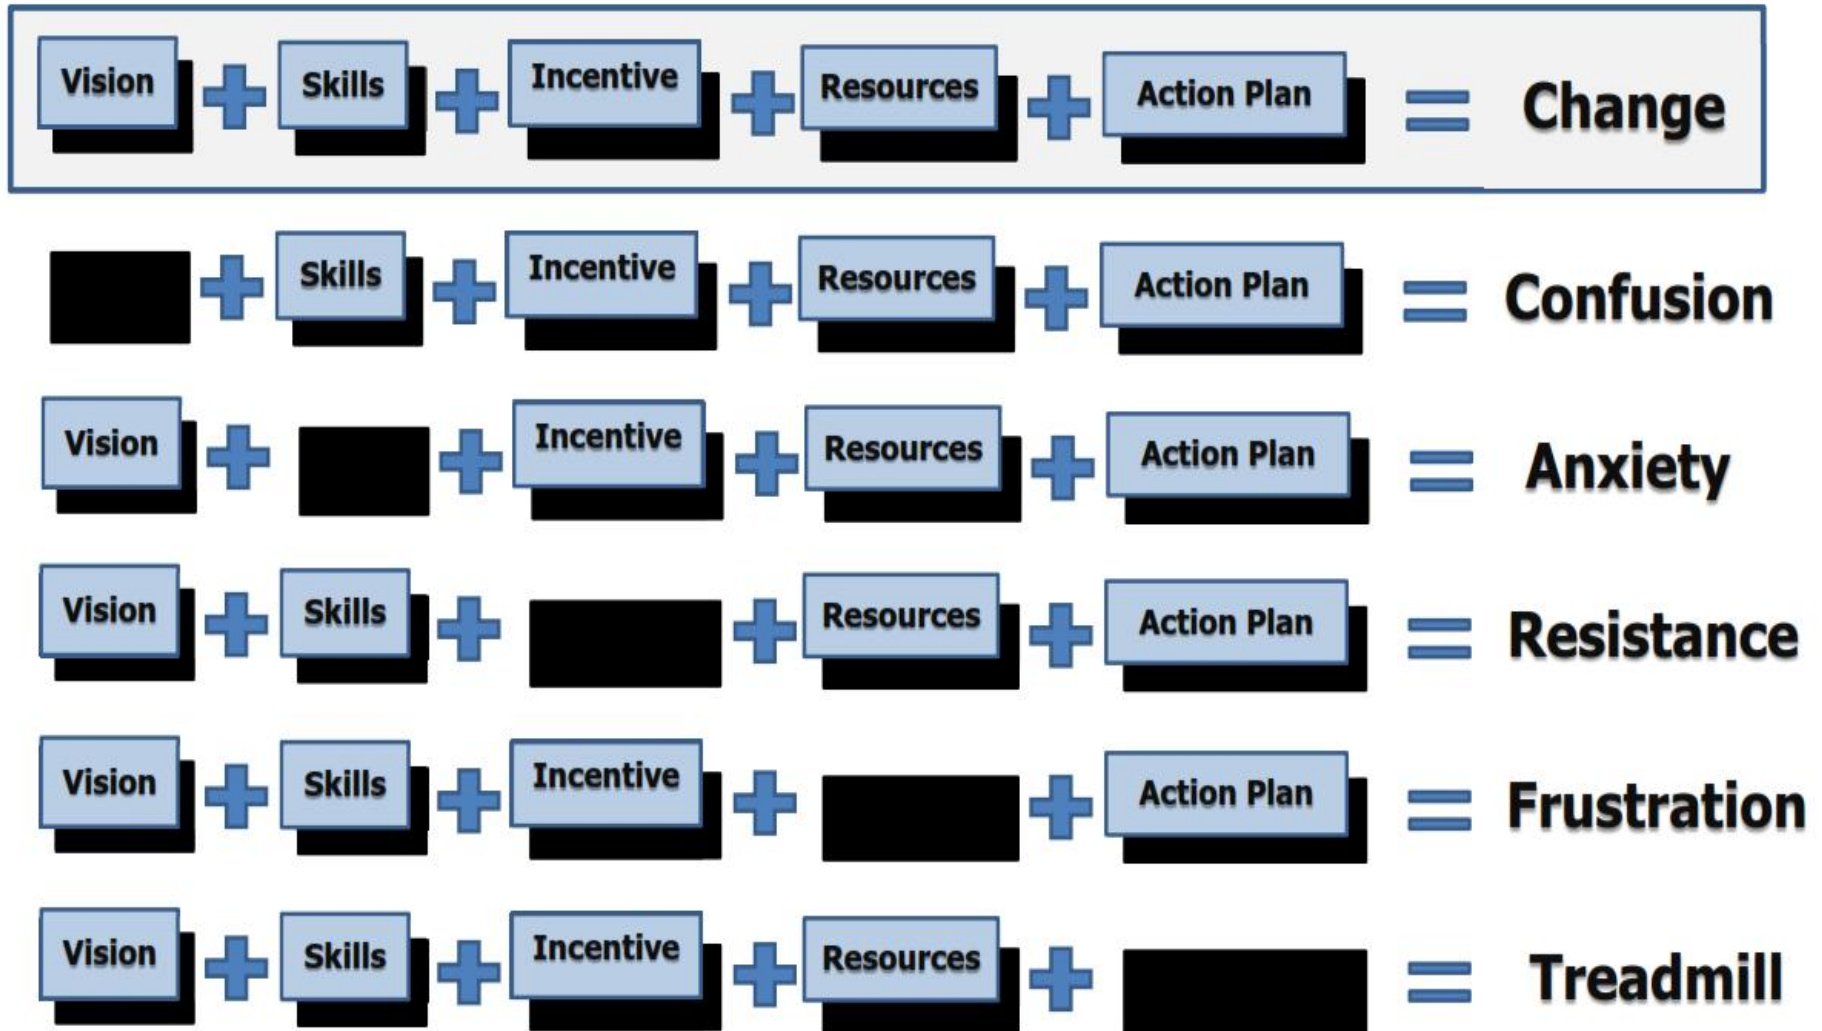 Vision + Skills + Incentive + Resources + Action Plan = Change
+ Skills + Incentive + Resources + Action Plan = Confusion
Vision + + Incentive + Resources + Action Plan = Anxiety
Vision + Skills + + Resources + Action Plan = Resistance
Vision + Skills + Incentive + + Action Plan = Frustration
Vision + Skills + Incentive + Resources + = Treadmill